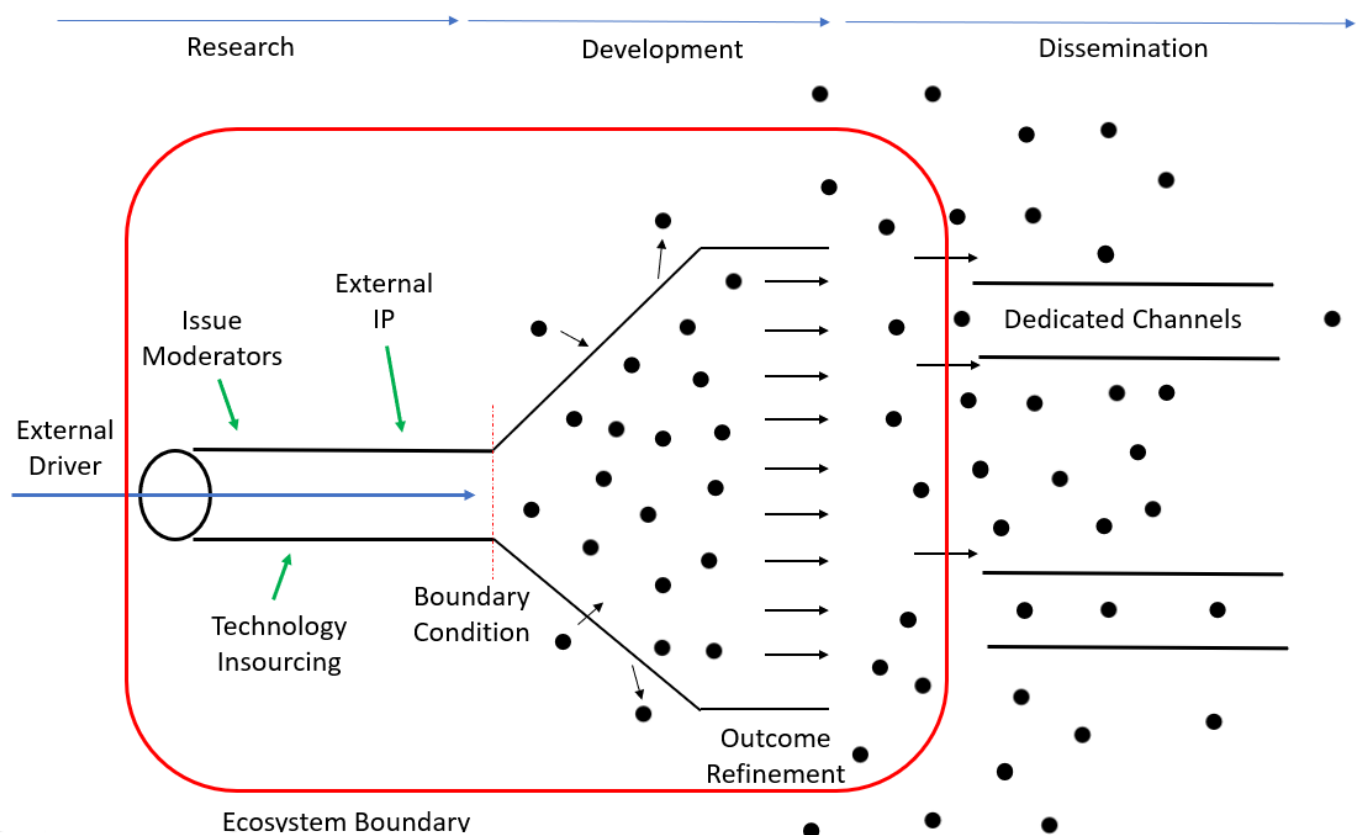 Research
Development
Dissemination
External
IP
Issue
Moderators
Dedicated Channels
External
Driver
Boundary
Condition
Technology
Insourcing
Outcome
Refinement
Ecosystem Boundary